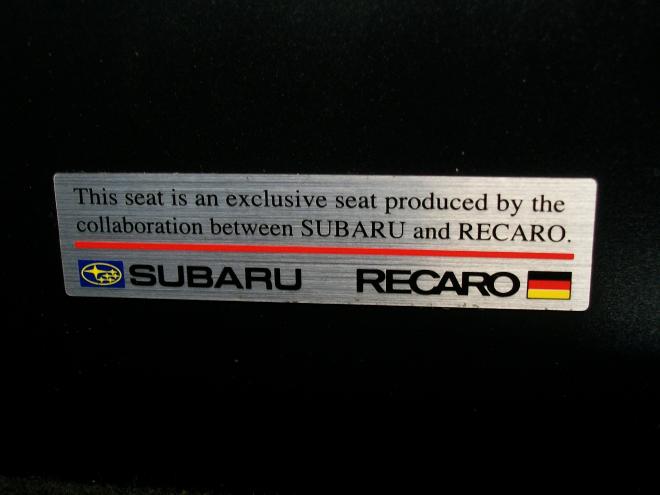 This seat is an exclusive seat produced by the
collaboration between SUBARU and RECARO.
SUBARU RECARO